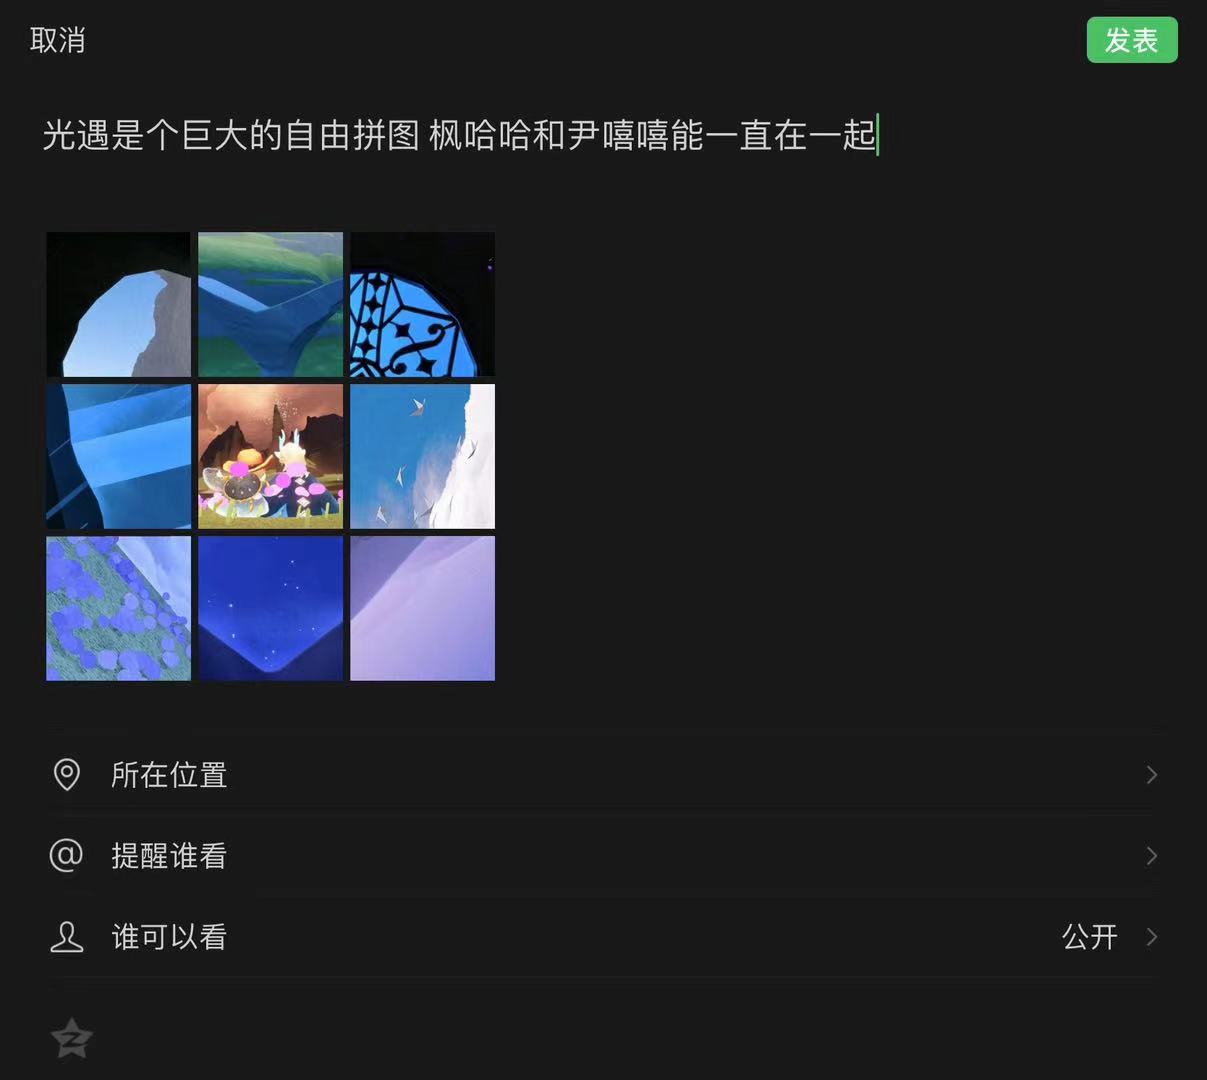 取消
发表
光遇是个巨大的自由拼图 枫哈哈和尹嘻嘻能一直在一起
所在位置
@
提醒谁看
谁可以看
公开